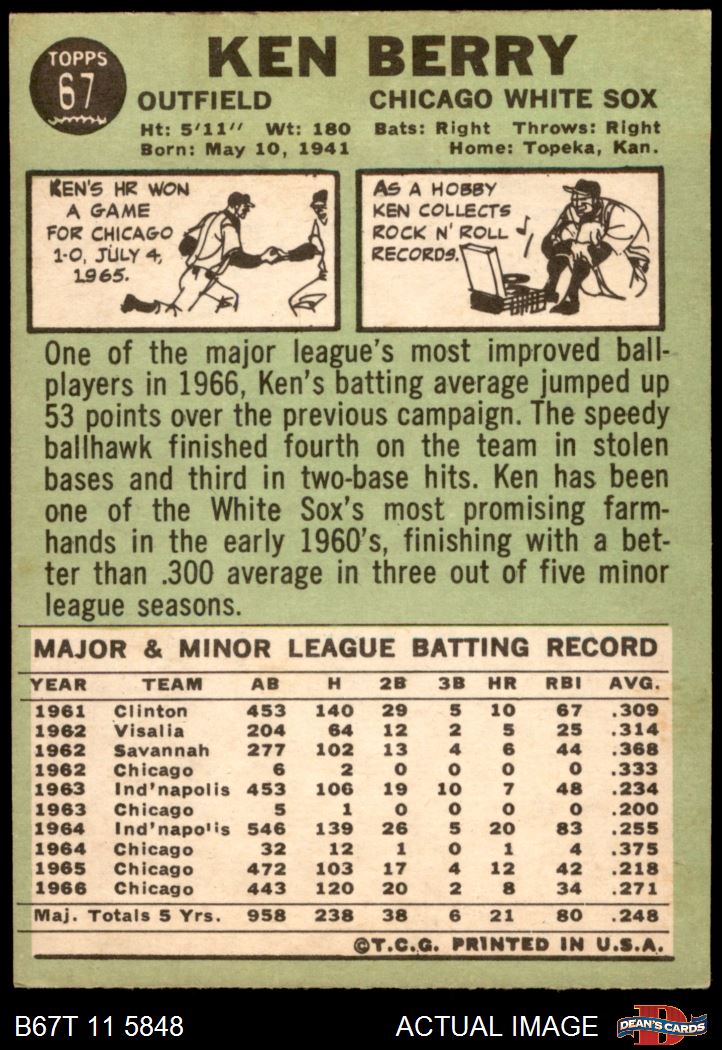 TOPPS
67
KEN BERRY
OUTFIELD CHICAGO WHITE SOX
Ht: 5'11" Wt: 180 Bats: Right Throws: Right
Born: May 10, 1941 Home: Topeka, Kan.
KEN'S HR WON
A GAME
FOR CHICAGO
1-0, JULY 4,
1965.
AS A HOBBY
KEN COLLECTS
ROCK N' ROLL
RECORDS.
One of the major league's most improved ball-
players in 1966, Ken's batting average jumped up
53 points over the previous campaign. The speedy
ballhawk finished fourth on the team in stolen
bases and third in two-base hits. Ken has been
one of the White Sox's most promising farm-
hands in the early 1960's, finishing with a bet-
ter than .300 average in three out of five minor
league seasons.
MAJOR & MINOR LEAGUE BATTING RECORD
YEAR TEAM AB H 2B 3B HR RBI AVG.
1961 Clinton 453 140 29 5 10 67 .309
1962 Visalia 204 64 12 2 5 25 .314
1962 Savannah 277 102 13 4 6 44 .368
1962 Chicago 6 2 0 0 0 0 .333
1963 Ind'napolis 453 106 19 10 7 48 .234
1963 Chicago 5 1 0 0 0 0 .200
1964 Ind'napolis 546 139 26 5 20 83 .255
1964 Chicago 32 12 1 0 1 4 .375
1965 Chicago 472 103 17 4 12 42 .218
1966 Chicago 443 120 20 2 8 34 .271
Maj. Totals 5 Yrs. 958 238 38 6 21 80 .248
©T.C.G. PRINTED IN U.S.A.
B67T 11 5848 ACTUAL IMAGE DEAN'S CARDS